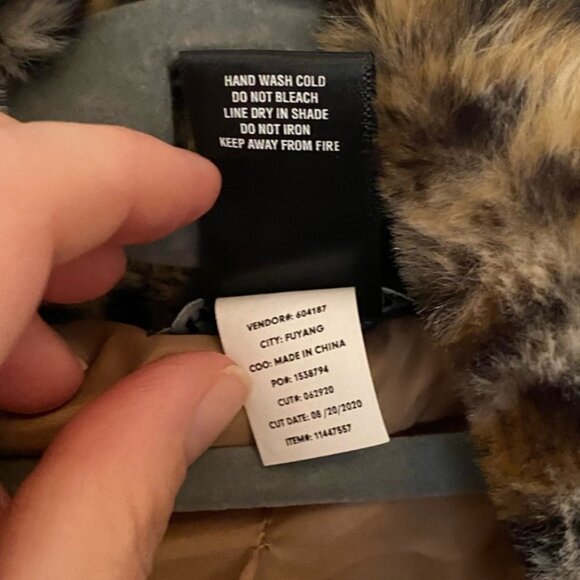 HAND WASH COLD
DO NOT BLEACH
LINE DRY IN SHADE
DO NOT IRON
KEEP AWAY FROM FIRE
VENDOR#: 604187
CITY: FUYANG
COO: MADE IN CHINA
PO#: 1538794
CUT#: 062920
CUT DATE: 08 /20/2020
ITEM#: 11447557